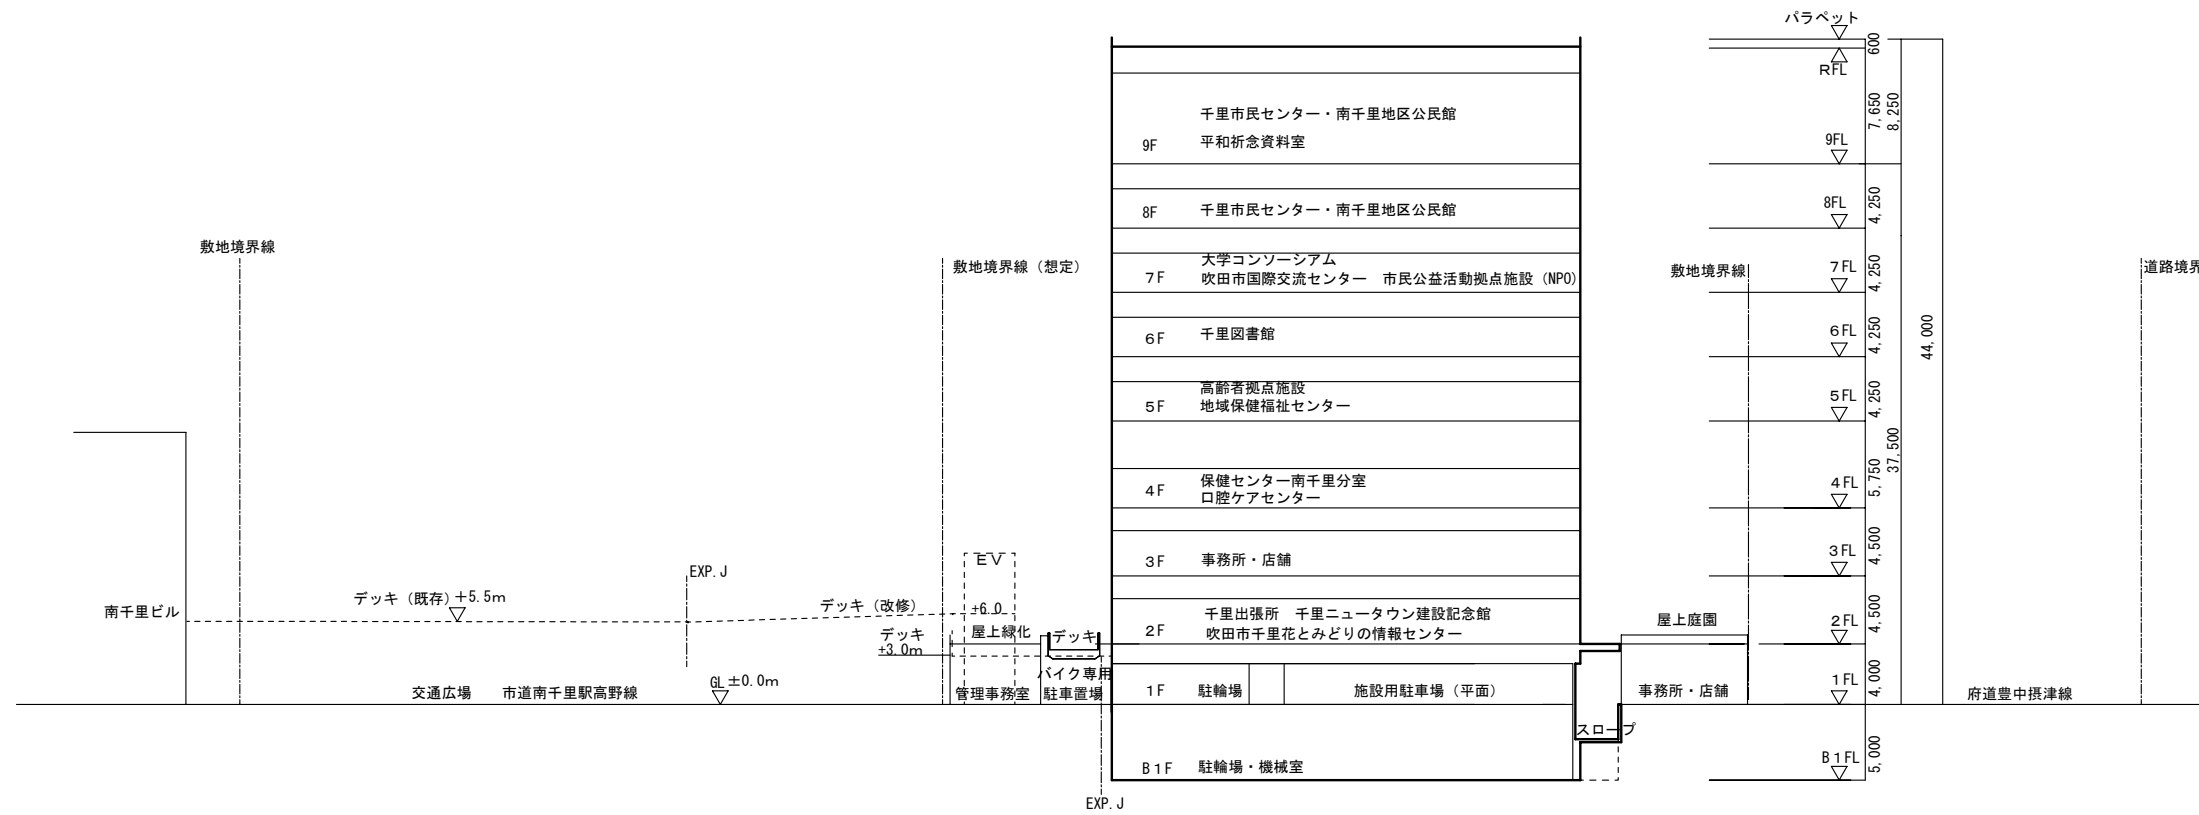 パラペット
600
RFL
千里市民センター・南千里地区公民館
7,650
8,250
9F 平和祈念資料室
9FL
8F 千里市民センター・南千里地区公民館
8FL
4,250
敷地境界線
敷地境界線（想定）
大学コンソーシアム
7F 吹田市国際交流センター 市民公益活動拠点施設（NPO）
敷地境界線
7FL
4,250
道路境界
6F 千里図書館
6FL
4,250
44,000
高齢者拠点施設
5F 地域保健福祉センター
5FL
4,250
37,500
保健センター南千里分室
4F 口腔ケアセンター
4FL
5,750
EV
3F 事務所・店舗
3FL
4,500
EXP.J
南千里ビル
デッキ（既存）+5.5m
デッキ（改修）
+6.0
千里出張所 千里ニュータウン建設記念館
2F 吹田市千里花とみどりの情報センター
屋上庭園
2FL
4,500
デッキ
+3.0m
屋上緑化
デッキ
バイク専用
駐車置場
管理事務室
交通広場 市道南千里駅高野線
GL±0.0m
1F 駐輪場 施設用駐車場（平面）
事務所・店舗
1FL
4,000
府道豊中摂津線
スロープ
B1F 駐輪場・機械室
B1FL
5,000
EXP.J